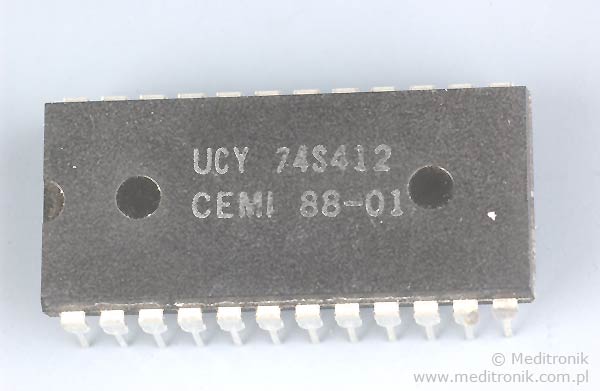 UCY 74S412
CEMI 88-01
© Meditronik
www.meditronik.com.pl